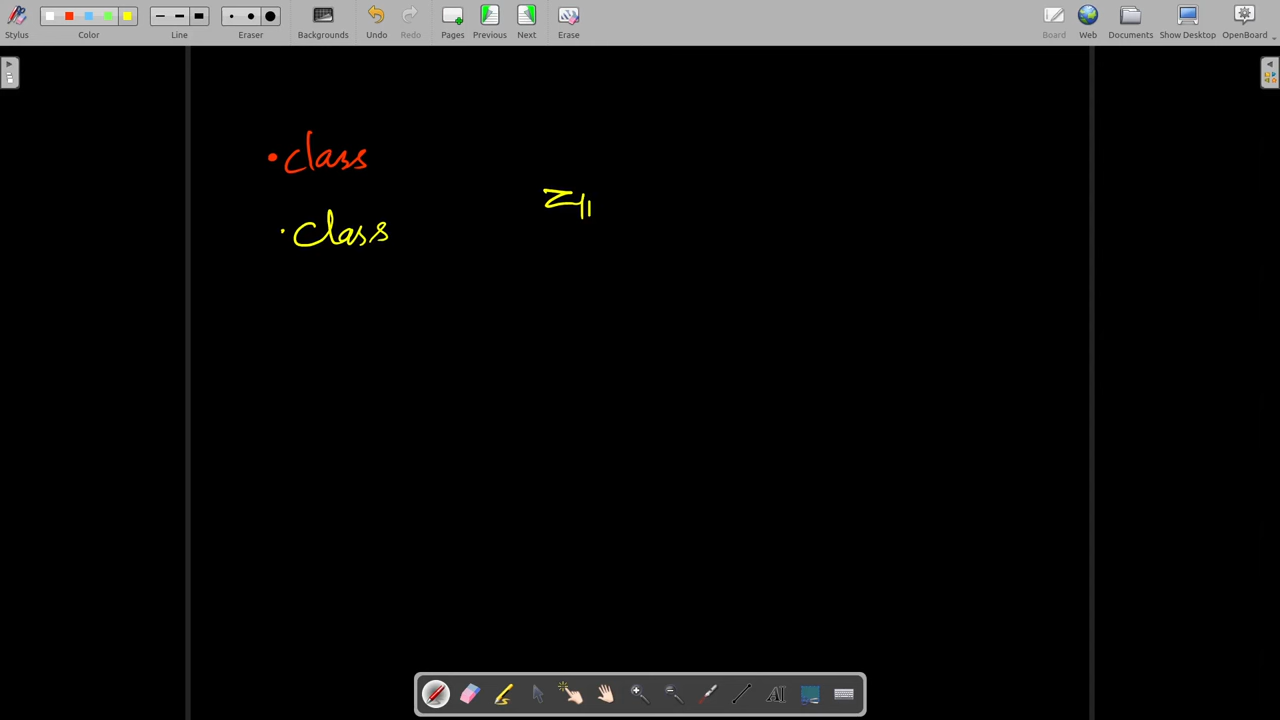 Stylus Color Line Eraser Backgrounds Undo Redo Pages Previous Next Erase Board Web Documents Show Desktop OpenBoard
.class
.class